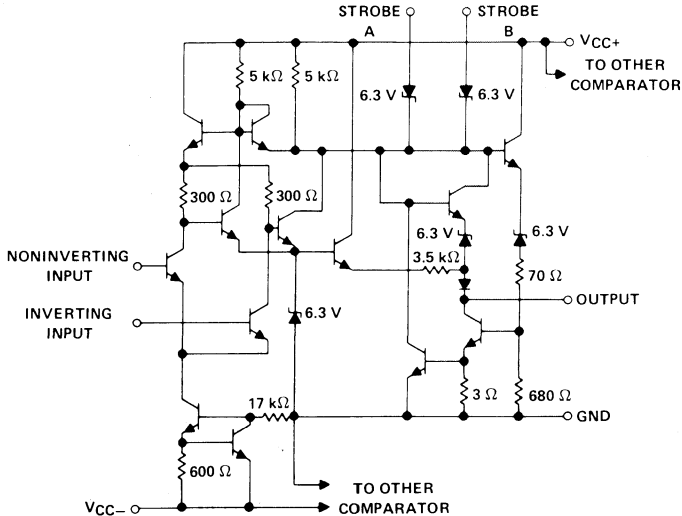 STROBE A
STROBE B
VCC+
TO OTHER
COMPARATOR
5 kΩ
5 kΩ
6.3 V
6.3 V
300 Ω
300 Ω
NONINVERTING
INPUT
6.3 V
6.3 V
3.5 kΩ
70 Ω
OUTPUT
INVERTING
INPUT
6.3 V
17 kΩ
3 Ω
680 Ω
GND
600 Ω
VCC−
TO OTHER
COMPARATOR